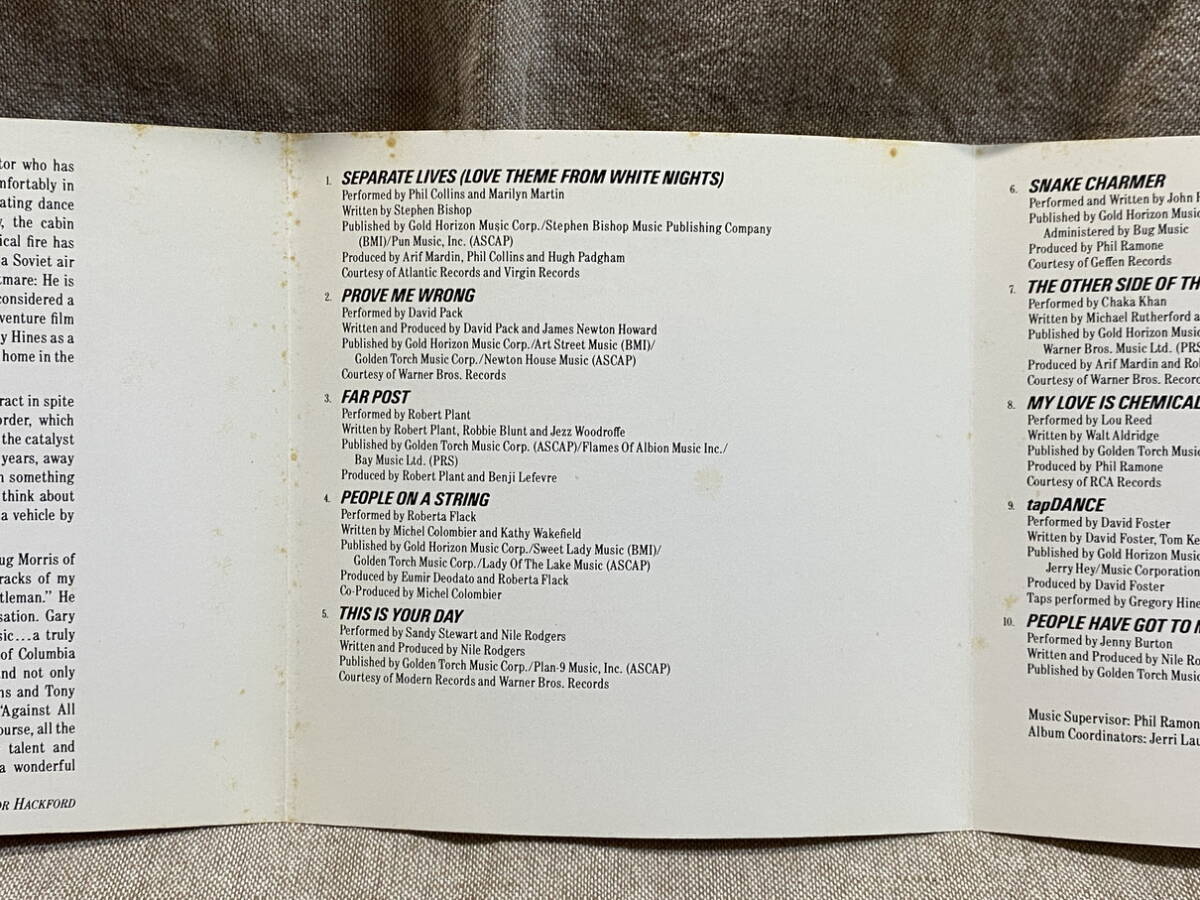 tor who has
mfortably in
ating dance
, the cabin
ical fire has
a Soviet air
tmare: He is
considered a
venture film
y Hines as a
home in the
ract in spite
order, which
the catalyst
years, away
n something
think about
a vehicle by
ug Morris of
racks of my
tleman." He
sation. Gary
sic...a truly
of Columbia
nd not only
ns and Tony
"Against All
ourse, all the
talent and
a wonderful
OR HACKFORD
1. SEPARATE LIVES (LOVE THEME FROM WHITE NIGHTS)
Performed by Phil Collins and Marilyn Martin
Written by Stephen Bishop
Published by Gold Horizon Music Corp./Stephen Bishop Music Publishing Company
(BMI)/Pun Music, Inc. (ASCAP)
Produced by Arif Mardin, Phil Collins and Hugh Padgham
Courtesy of Atlantic Records and Virgin Records
2. PROVE ME WRONG
Performed by David Pack
Written and Produced by David Pack and James Newton Howard
Published by Gold Horizon Music Corp./Art Street Music (BMI)/
Golden Torch Music Corp./Newton House Music (ASCAP)
Courtesy of Warner Bros. Records
3. FAR POST
Performed by Robert Plant
Written by Robert Plant, Robbie Blunt and Jezz Woodroffe
Published by Golden Torch Music Corp. (ASCAP)/Flames Of Albion Music Inc./
Bay Music Ltd. (PRS)
Produced by Robert Plant and Benji Lefevre
4. PEOPLE ON A STRING
Performed by Roberta Flack
Written by Michel Colombier and Kathy Wakefield
Published by Gold Horizon Music Corp./Sweet Lady Music (BMI)/
Golden Torch Music Corp./Lady Of The Lake Music (ASCAP)
Produced by Eumir Deodato and Roberta Flack
Co-Produced by Michel Colombier
5. THIS IS YOUR DAY
Performed by Sandy Stewart and Nile Rodgers
Written and Produced by Nile Rodgers
Published by Golden Torch Music Corp./Plan-9 Music, Inc. (ASCAP)
Courtesy of Modern Records and Warner Bros. Records
6. SNAKE CHARMER
Performed and Written by John H
Published by Gold Horizon Music
Administered by Bug Music
Produced by Phil Ramone
Courtesy of Geffen Records
7. THE OTHER SIDE OF TH
Performed by Chaka Khan
Written by Michael Rutherford a
Published by Gold Horizon Music
Warner Bros. Music Ltd. (PRS
Produced by Arif Mardin and Rob
Courtesy of Warner Bros. Record
8. MY LOVE IS CHEMICAL
Performed by Lou Reed
Written by Walt Aldridge
Published by Golden Torch Music
Produced by Phil Ramone
Courtesy of RCA Records
9. tapDANCE
Performed by David Foster
Written by David Foster, Tom Ke
Published by Gold Horizon Music
Jerry Hey/Music Corporation
Produced by David Foster
Taps performed by Gregory Hine
10. PEOPLE HAVE GOT TO M
Performed by Jenny Burton
Written and Produced by Nile Ro
Published by Golden Torch Music
Music Supervisor: Phil Ramon
Album Coordinators: Jerri Lau